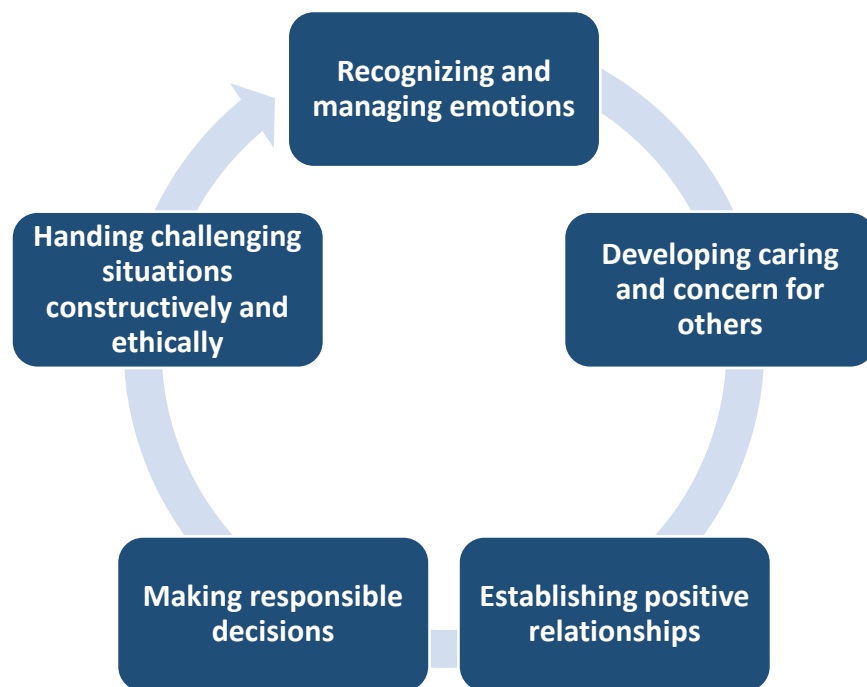 Recognizing and
managing emotions
Developing caring
and concern for
others
Establishing positive
relationships
Making responsible
decisions
Handing challenging
situations
constructively and
ethically